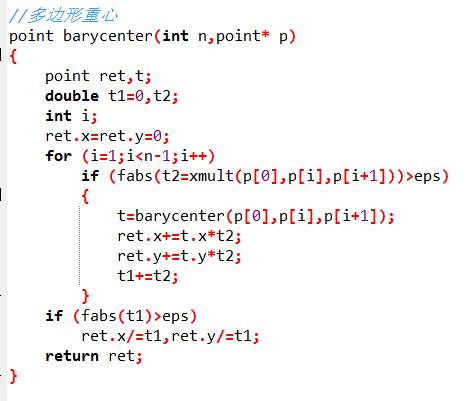 //多边形重心
point barycenter(int n,point* p)
{
    point ret,t;
    double t1=0,t2;
    int i;
    ret.x=ret.y=0;
    for (i=1;i<n-1;i++)
        if (fabs(t2=xmult(p[0],p[i],p[i+1]))>eps)
        {
            t=barycenter(p[0],p[i],p[i+1]);
            ret.x+=t.x*t2;
            ret.y+=t.y*t2;
            t1+=t2;
        }
    if (fabs(t1)>eps)
        ret.x/=t1,ret.y/=t1;
    return ret;
}